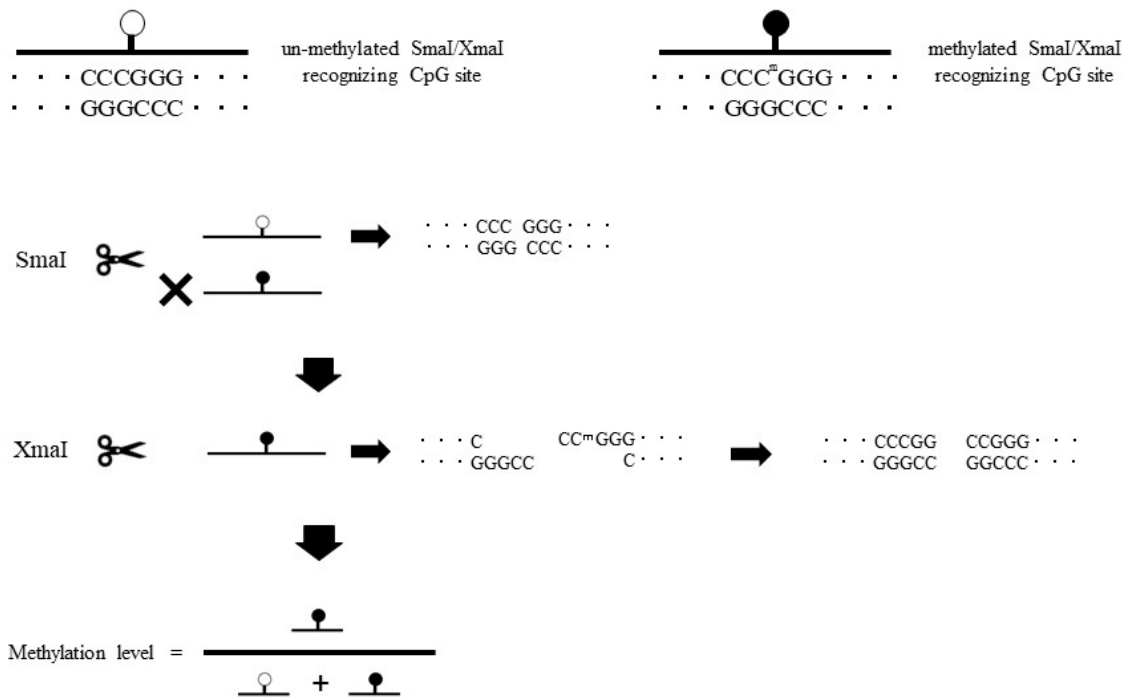 un-methylated SmaI/XmaI
recognizing CpG site
· · · CCCGGG · · ·
· · · GGGCCC · · ·
methylated SmaI/XmaI
recognizing CpG site
· · · CCCᵐGGG · · ·
· · · GGGCCC · · ·
SmaI
· · · CCC GGG · · ·
· · · GGG CCC · · ·
XmaI
· · · C CCᵐGGG · · ·
· · · GGGCC C · · ·
· · · CCCGG CCGGG · · ·
· · · GGGCC GGCCC · · ·
Methylation level =
+